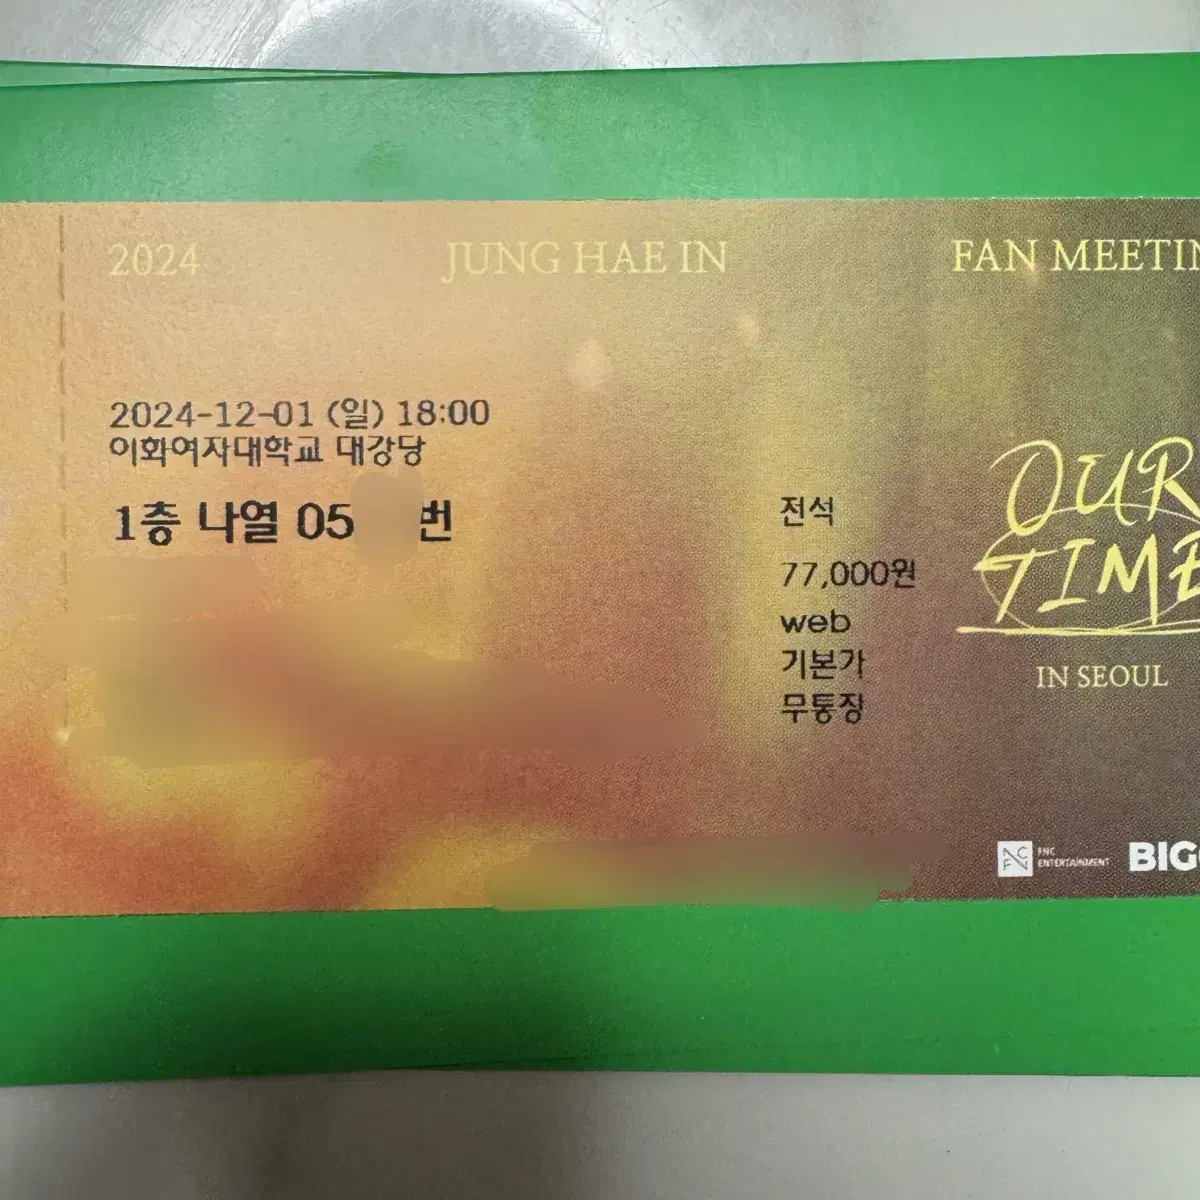 2024 JUNG HAE IN FAN MEETIN
2024-12-01 (일) 18:00
이화여자대학교 대강당
1층 나열 05 번
전석
77,000원
web
기본가
무통장
OUR
TIME
IN SEOUL
FNC
ENTERTAINMENT
BIG